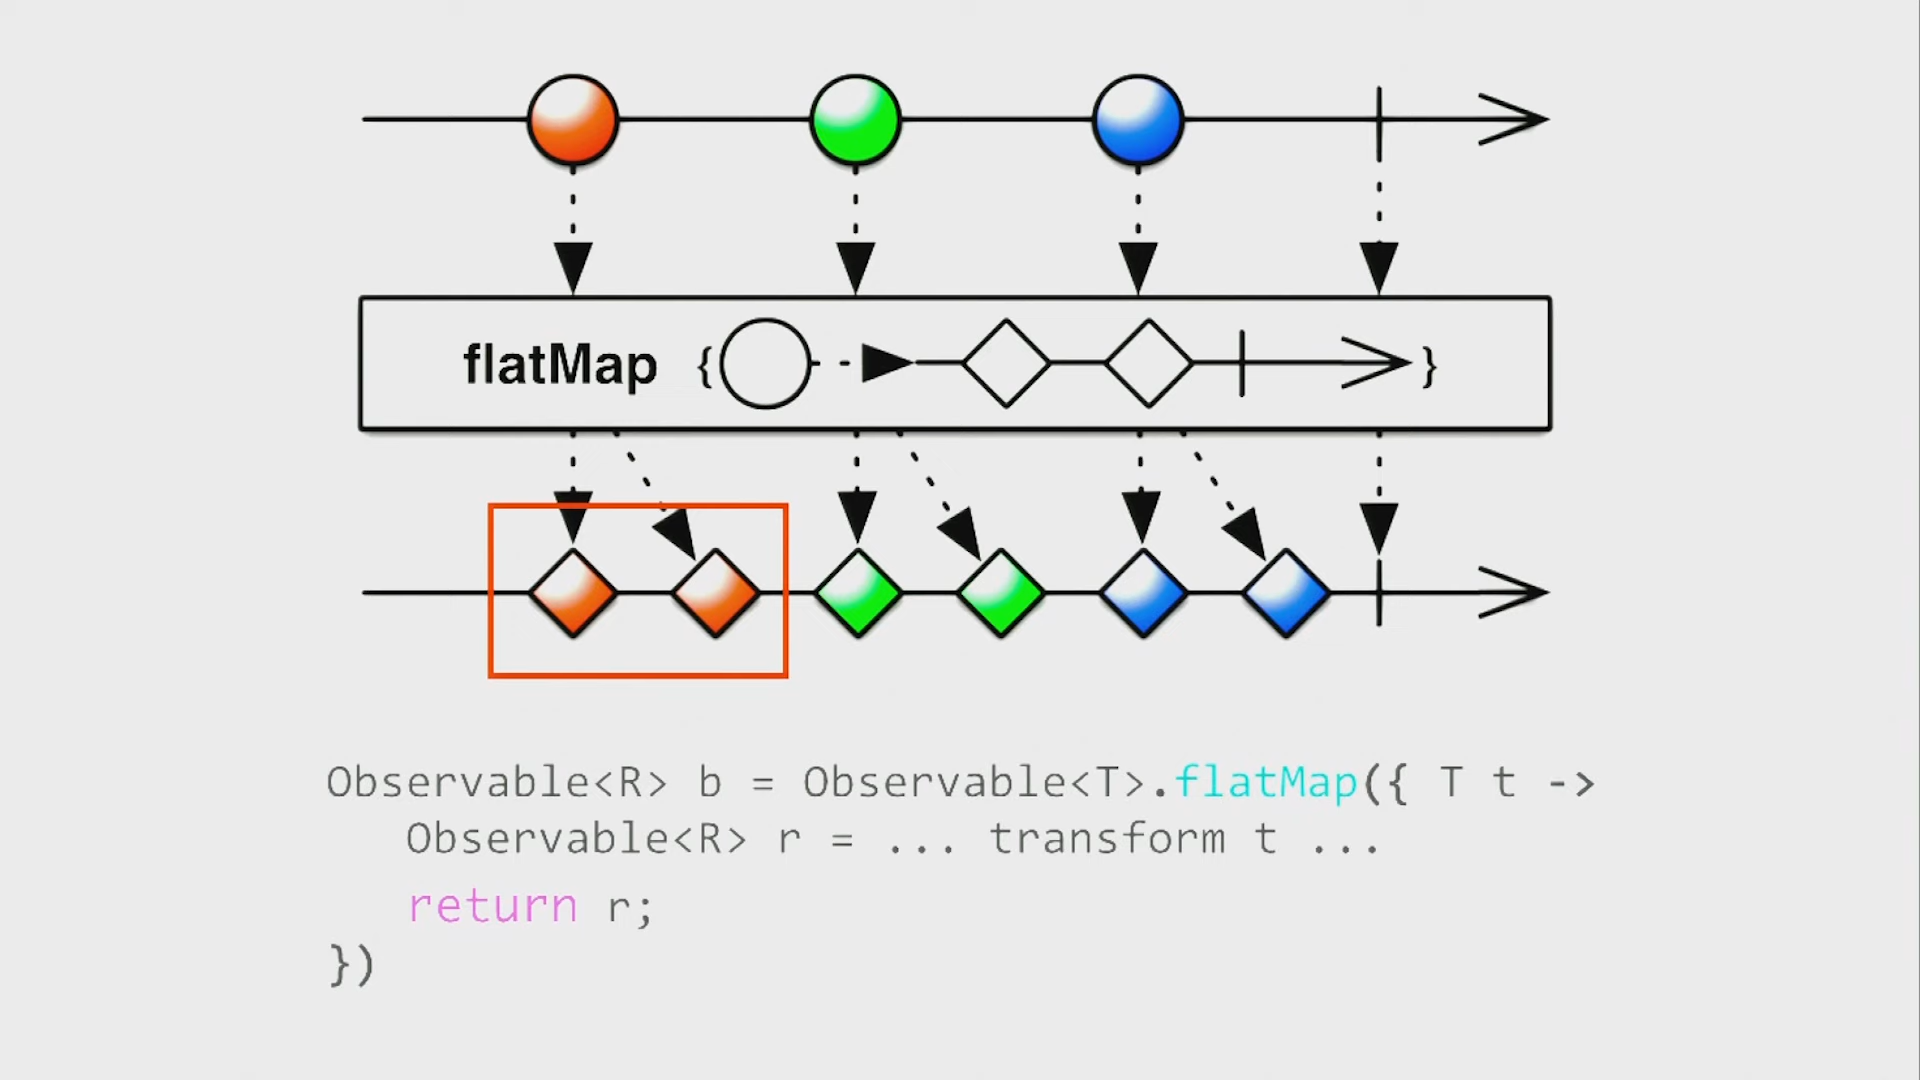 flatMap { }
Observable<R> b = Observable<T>.flatMap({ T t ->
Observable<R> r = ... transform t ...
return r;
})